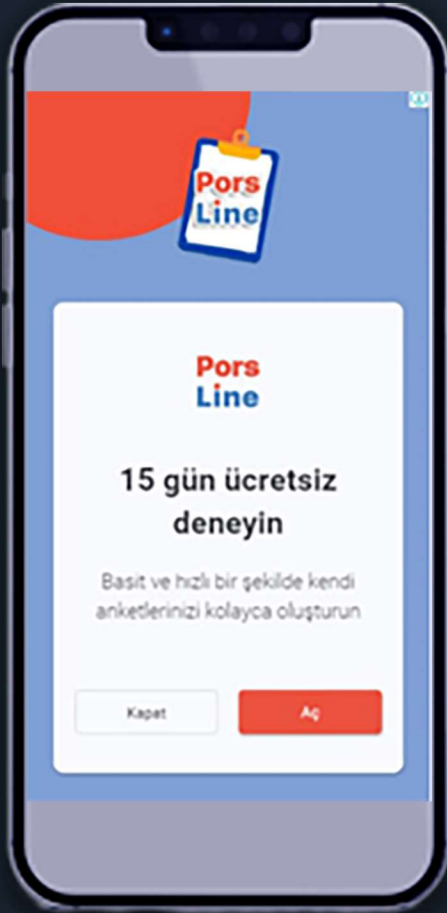 Pors
Line
Pors
Line
15 gün ücretsiz
deneyin
Basit ve hızlı bir şekilde kendi
anketlerinizi kolayca oluşturun
Kapat
Aç